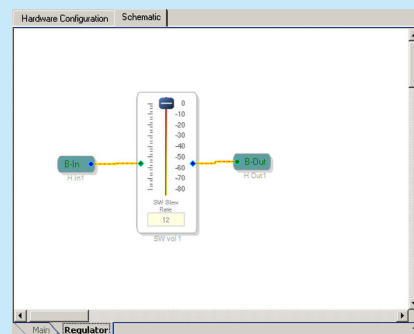 Hardware Configuration Schematic
0
-10
-20
-30
-40
-50
-60
-70
-80
B-In
H In1
B-Out
H Out1
SW Slew
Rate
12
SW vol 1
Main Regulator